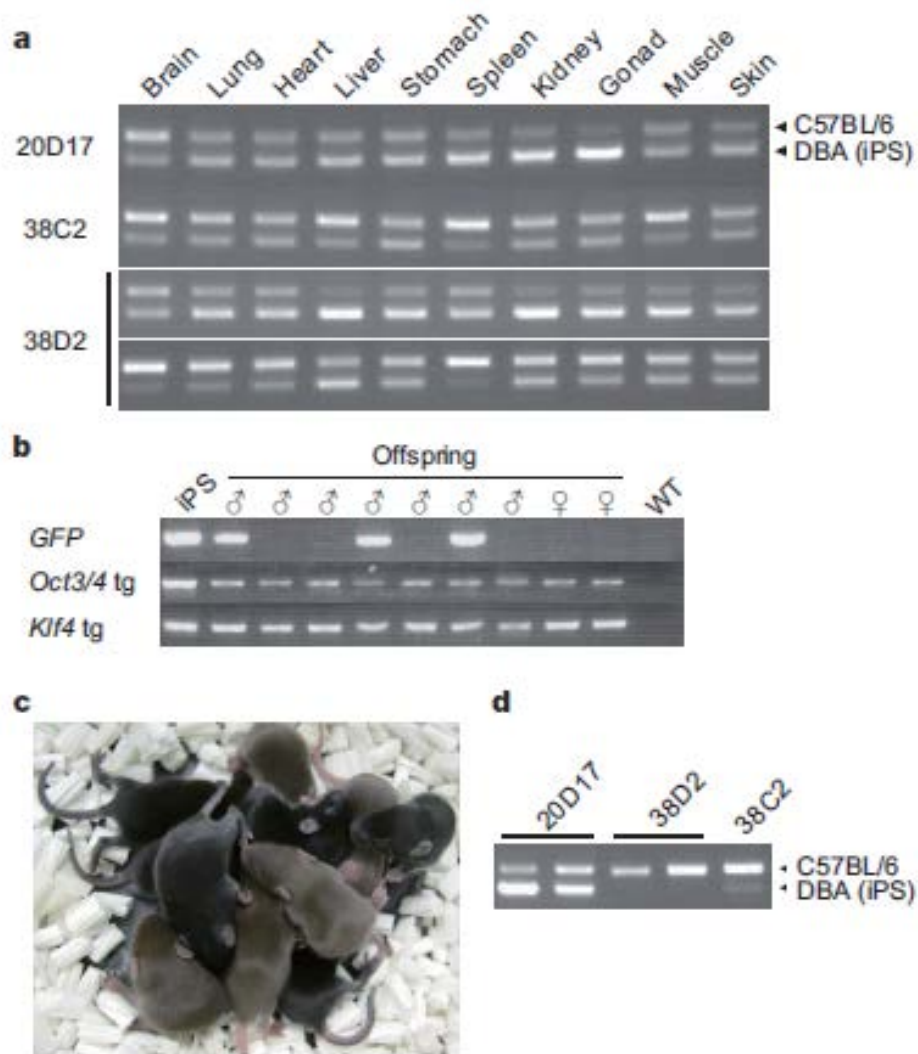 a
Brain Lung Heart Liver Stomach Spleen Kidney Gonad Muscle Skin
20D17
C57BL/6
DBA (iPS)
38C2
38D2
b
Offspring
iPS ♂ ♂ ♂ ♂ ♂ ♂ ♂ ♀ ♀ WT
GFP
Oct3/4 tg
Klf4 tg
c
d
20D17 38D2 38C2
C57BL/6
DBA (iPS)